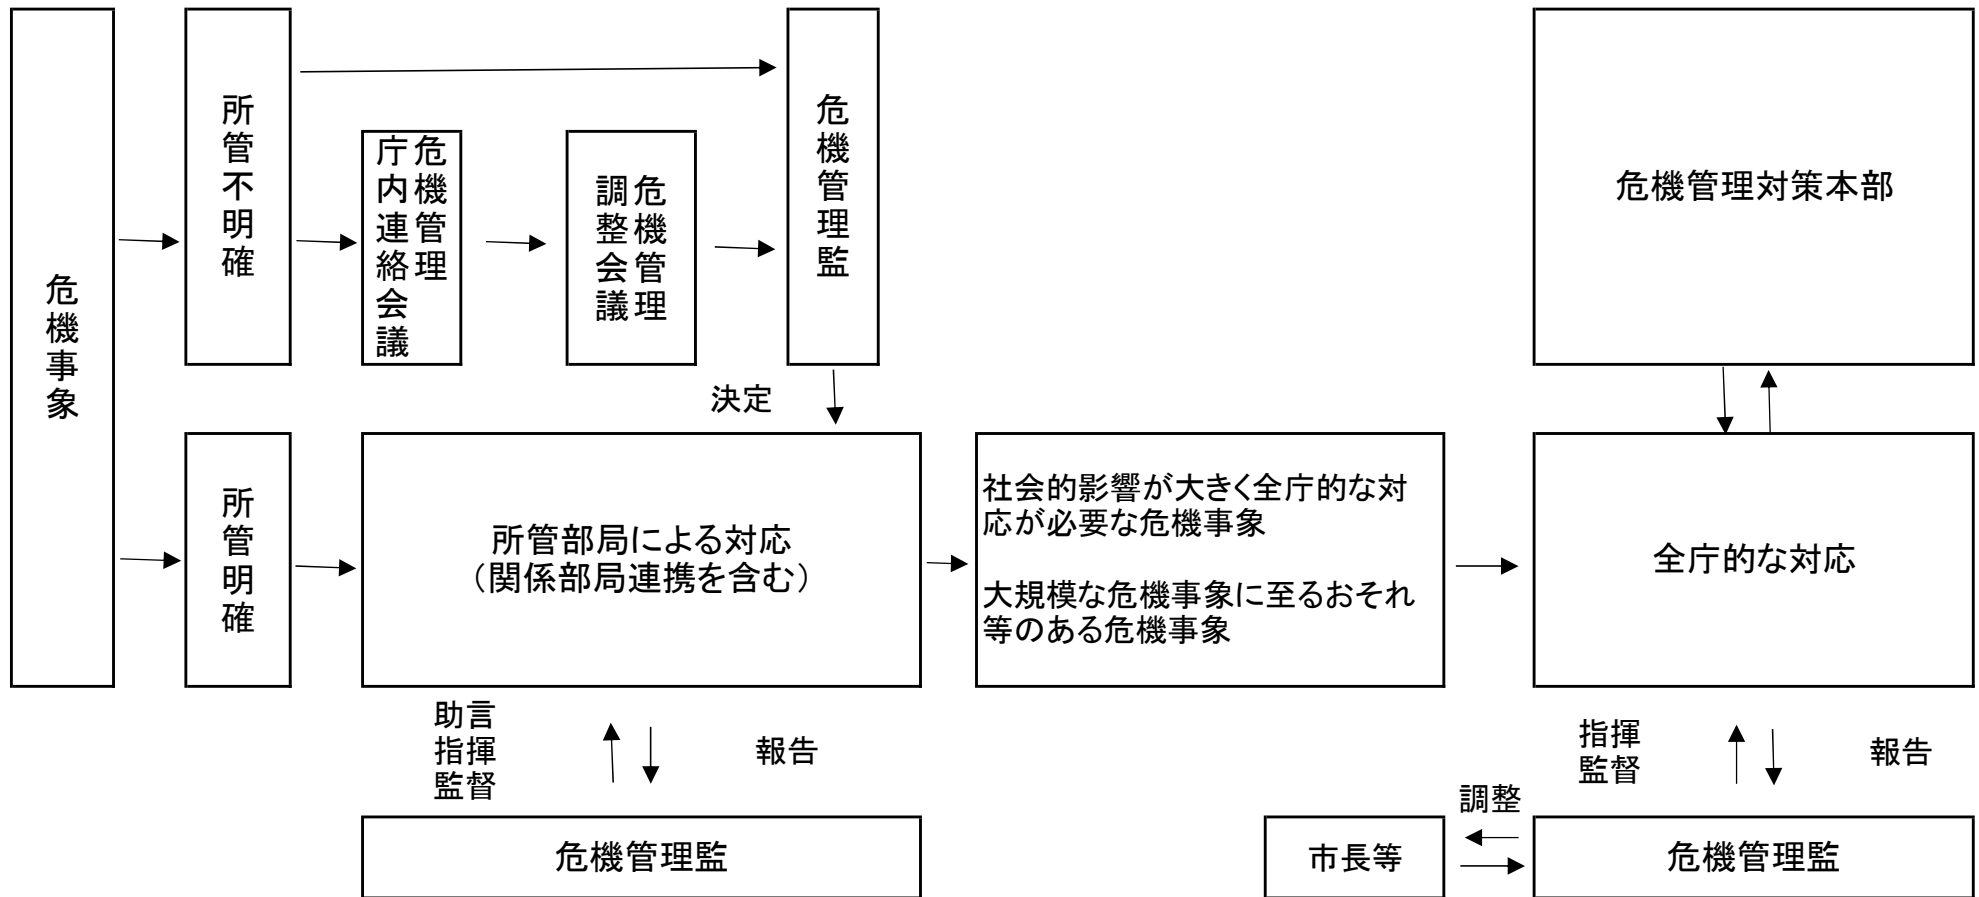 危機事象
所管不明確
危機管理
庁内連絡会議
危機管理
調整会議
危機管理監
決定
危機管理対策本部
所管明確
所管部局による対応
（関係部局連携を含む）
社会的影響が大きく全庁的な対
応が必要な危機事象
大規模な危機事象に至るおそれ
等のある危機事象
全庁的な対応
助言
指揮
監督
報告
危機管理監
指揮
監督
報告
調整
市長等
危機管理監